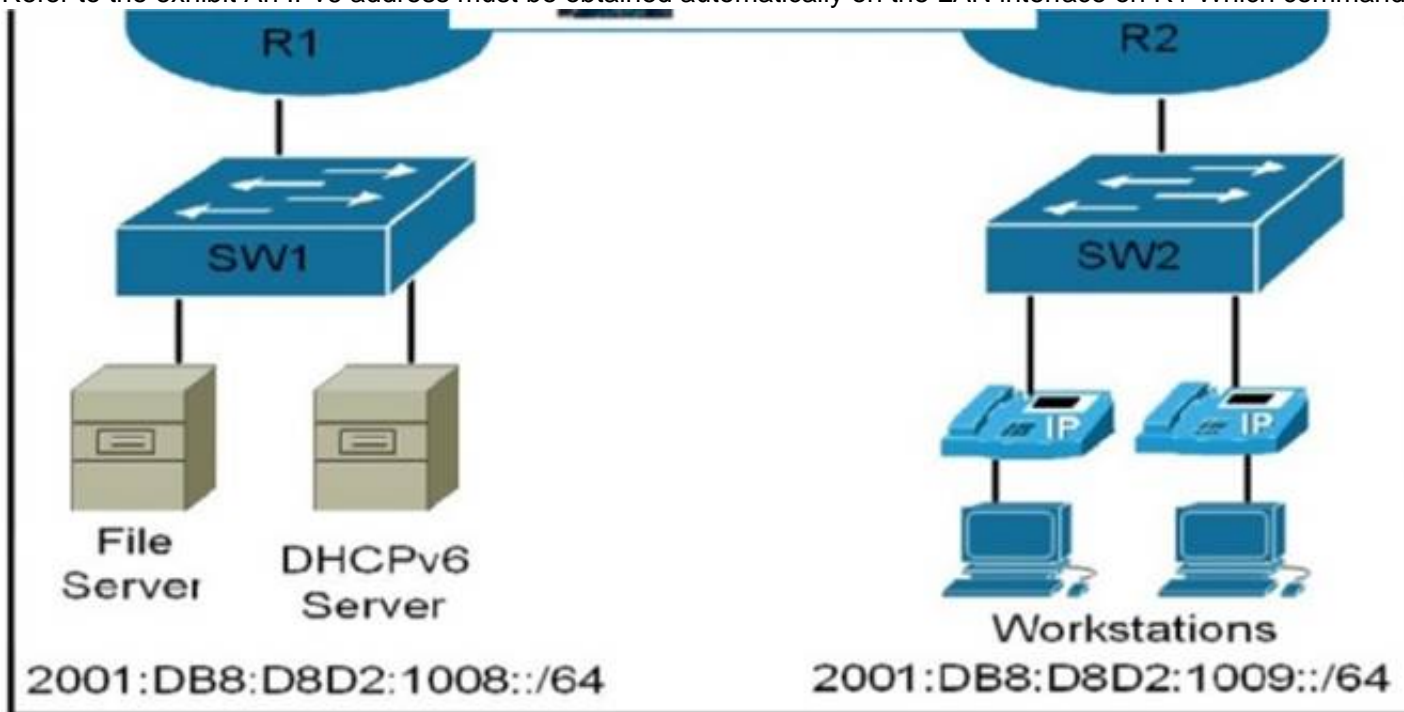 Refer to the exhibit An IPv6 address must be obtained automatically on the LAN interface on R1 Which command
R1
R2
SW1
SW2
IP
IP
File
Server
DHCPv6
Server
Workstations
2001:DB8:D8D2:1008::/64
2001:DB8:D8D2:1009::/64